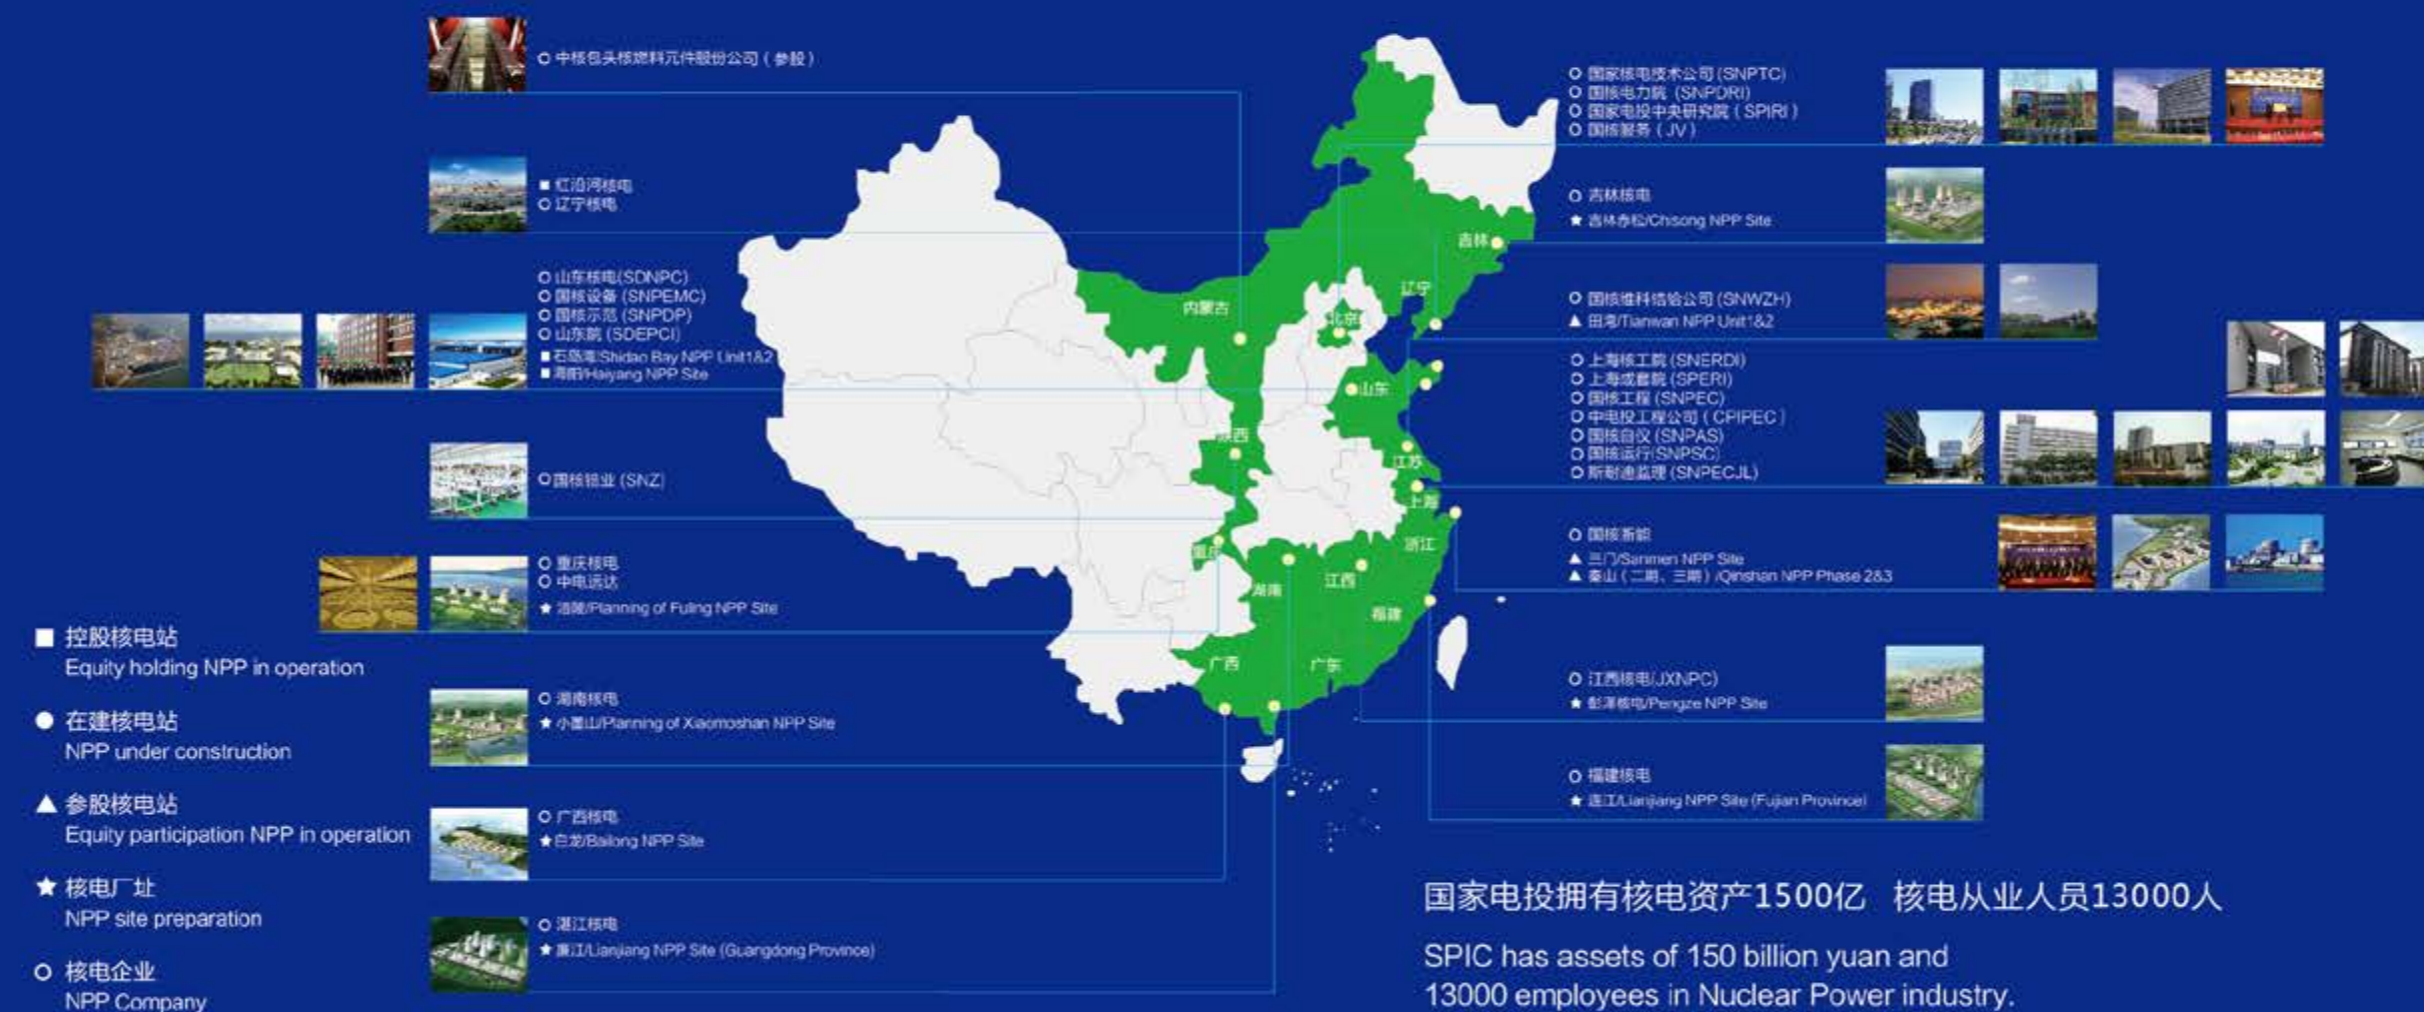 中核包头核燃料元件股份公司（参股）
红沿河核电
辽宁核电
山东核电(SDNPC)
国核设备 (SNPEMC)
国核示范 (SNPDP)
山东院 (SDEPCI)
石岛湾/Shidao Bay NPP Unit1&2
海阳/Haiyang NPP Site
国核锆业 (SNZ)
重庆核电
中电远达
涪陵/Planning of Fuling NPP Site
湖南核电
小墨山/Planning of Xiaomoshan NPP Site
广西核电
白龙/Bailong NPP Site
湛江核电
廉江/Lianjiang NPP Site (Guangdong Province)
控股核电站
Equity holding NPP in operation
在建核电站
NPP under construction
参股核电站
Equity participation NPP in operation
核电厂址
NPP site preparation
核电企业
NPP Company
吉林
辽宁
内蒙古
北京
山东
陕西
江苏
上海
重庆
浙江
湖南
江西
福建
广西
广东
国家核电技术公司 (SNPTC)
国核电力院 (SNPDRI)
国家电投中央研究院（SPIRI）
国核服务（JV）
吉林核电
吉林赤松/Chisong NPP Site
国核维科锆铪公司 (SNWZH)
田湾/Tianwan NPP Unit1&2
上海核工院 (SNERDI)
上海成套院 (SPERI)
国核工程 (SNPEC)
中电投工程公司（CPIPEC）
国核自仪 (SNPAS)
国核运行(SNPSC)
斯耐迪监理 (SNPECJL)
国核新能
三门/Sanmen NPP Site
秦山（二期、三期）/Qinshan NPP Phase 2&3
江西核电(JXNPC)
彭泽核电/Pengze NPP Site
福建核电
连江/Lianjiang NPP Site (Fujian Province)
国家电投拥有核电资产1500亿 核电从业人员13000人
SPIC has assets of 150 billion yuan and
13000 employees in Nuclear Power industry.